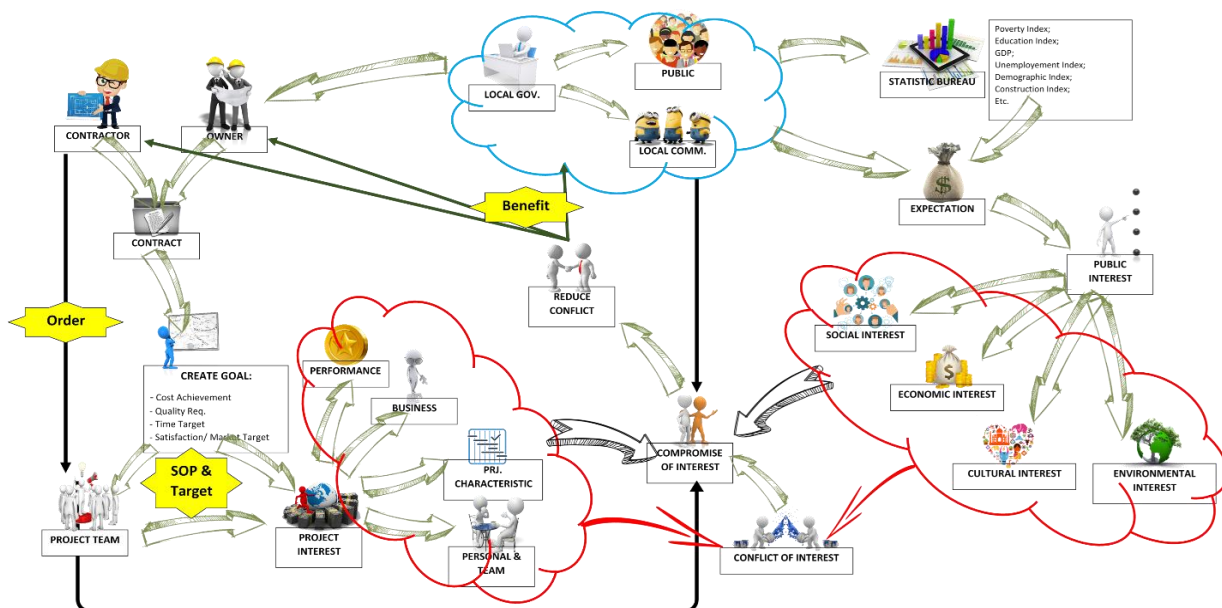 Poverty Index;
Education Index;
GDP;
Unemployement Index;
Demographic Index;
Construction Index;
Etc.
PUBLIC
STATISTIC BUREAU
LOCAL GOV.
CONTRACTOR
OWNER
LOCAL COMM.
Benefit
EXPECTATION
CONTRACT
PUBLIC
INTEREST
REDUCE
CONFLICT
Order
SOCIAL INTEREST
PERFORMANCE
CREATE GOAL:
- Cost Achievement
- Quality Req.
- Time Target
- Satisfaction/ Market Target
BUSINESS
ECONOMIC INTEREST
PRJ.
CHARACTERISTIC
COMPROMISE
OF INTEREST
CULTURAL INTEREST
ENVIRONMENTAL
INTEREST
SOP &
Target
PROJECT TEAM
PROJECT
INTEREST
PERSONAL &
TEAM
CONFLICT OF INTEREST